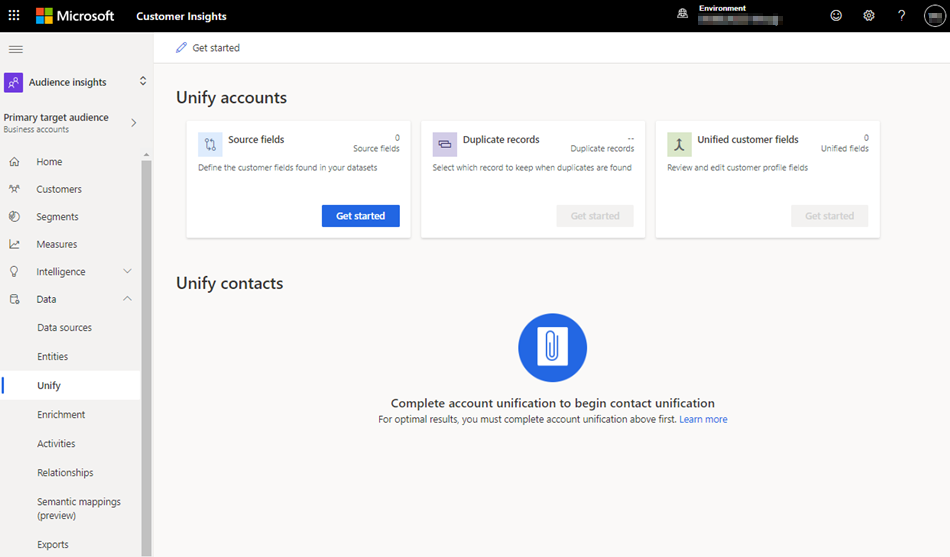 Microsoft Customer Insights
Environment
?
Get started
Audience insights
Primary target audience
Business accounts
Home
Customers
Segments
Measures
Intelligence
Data
Data sources
Entities
Unify
Enrichment
Activities
Relationships
Semantic mappings
(preview)
Exports
Unify accounts
Source fields
0
Source fields
Define the customer fields found in your datasets
Get started
Duplicate records
--
Duplicate records
Select which record to keep when duplicates are found
Get started
Unified customer fields
0
Unified fields
Review and edit customer profile fields
Get started
Unify contacts
Complete account unification to begin contact unification
For optimal results, you must complete account unification above first. Learn more